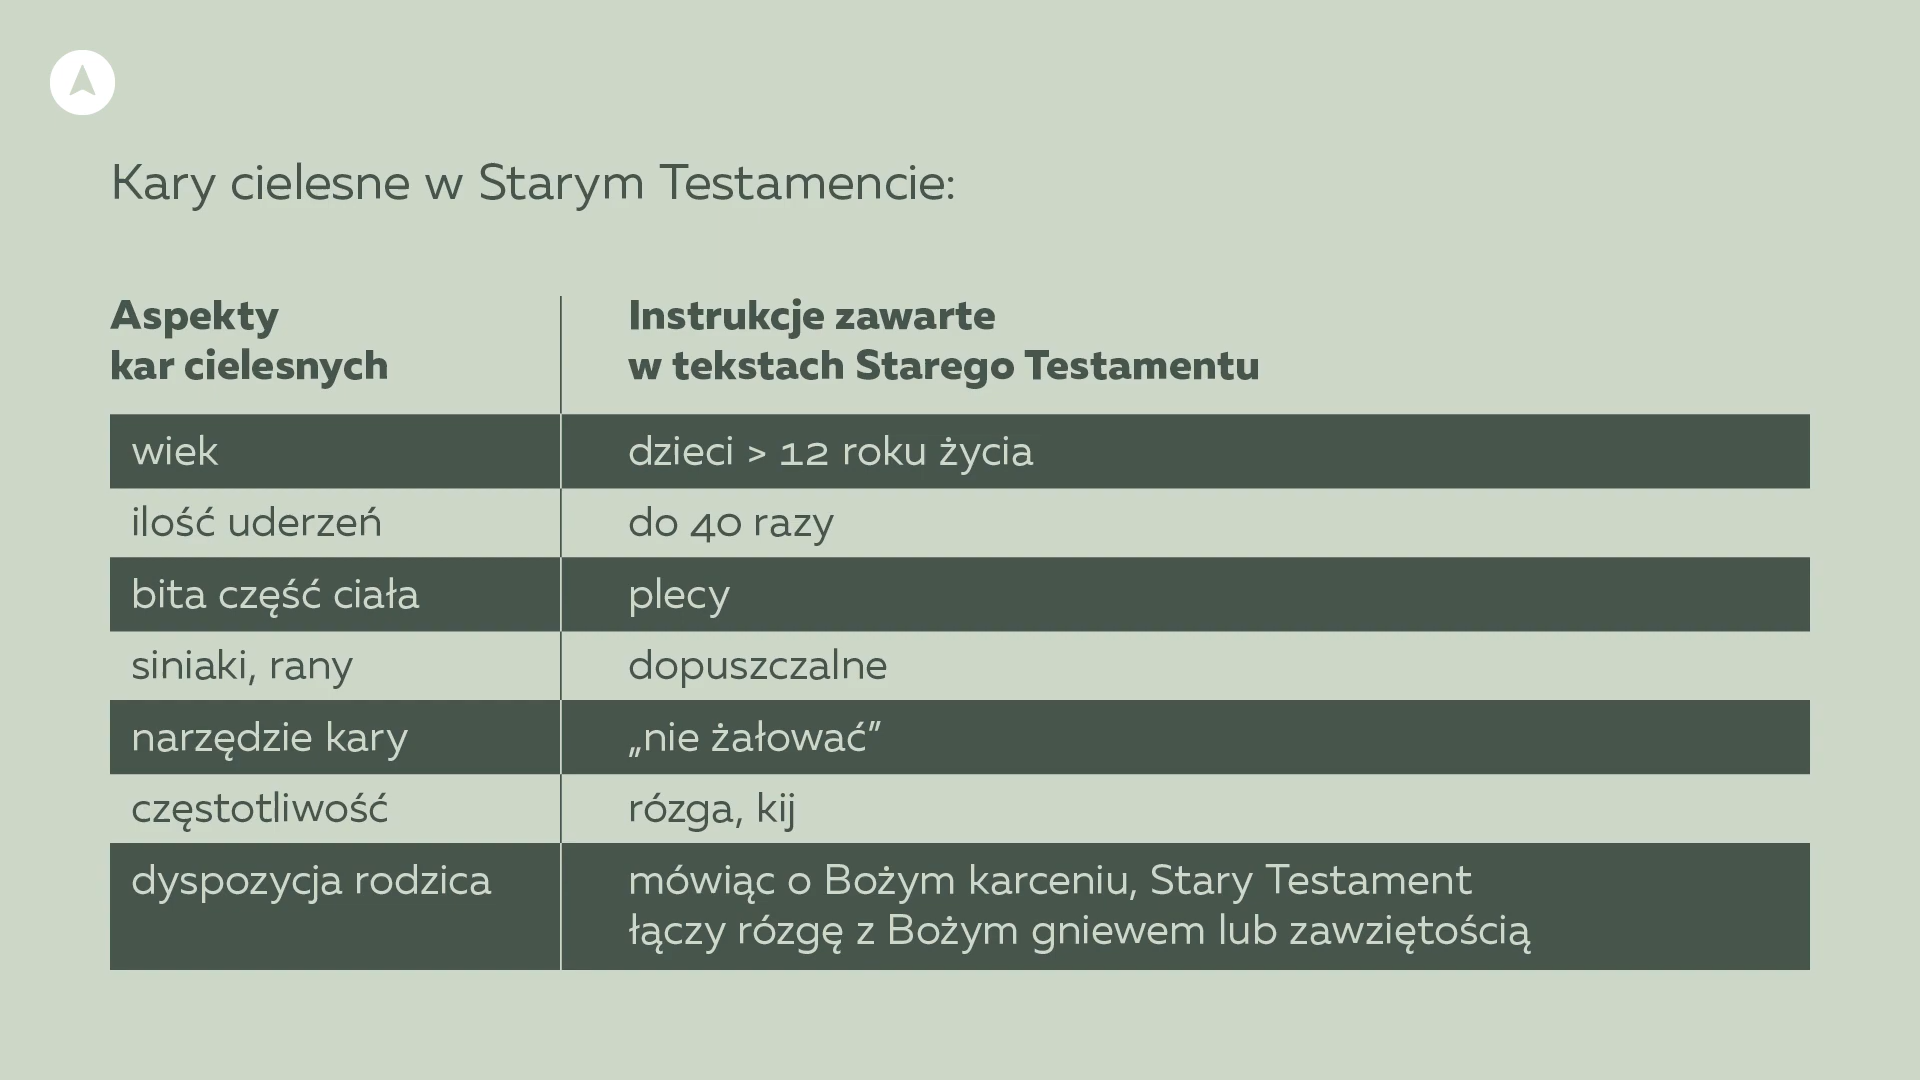 Kary cielesne w Starym Testamencie:
Aspekty
kar cielesnych
Instrukcje zawarte
w tekstach Starego Testamentu
wiek
dzieci > 12 roku życia
ilość uderzeń
do 40 razy
bita część ciała
plecy
siniaki, rany
dopuszczalne
narzędzie kary
„nie żałować”
częstotliwość
rózga, kij
dyspozycja rodzica
mówiąc o Bożym karceniu, Stary Testament
łączy rózgę z Bożym gniewem lub zawziętością